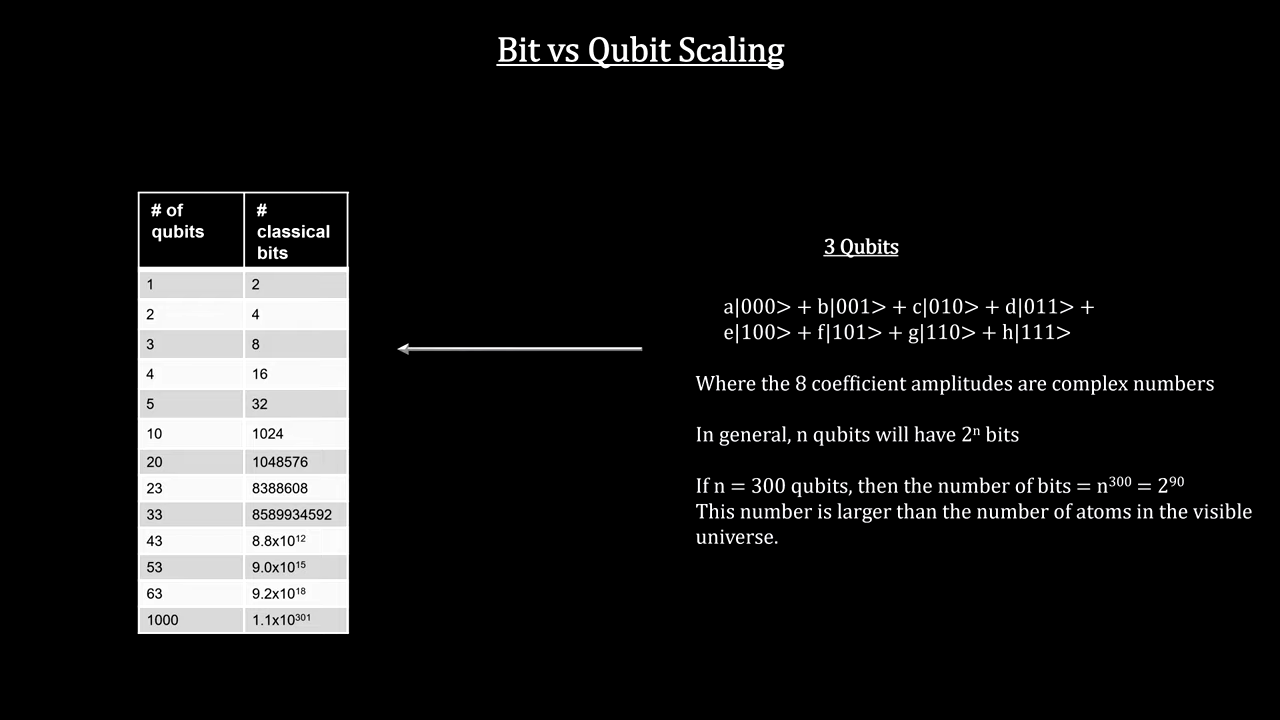 Bit vs Qubit Scaling
# of qubits | # classical bits
1 | 2
2 | 4
3 | 8
4 | 16
5 | 32
10 | 1024
20 | 1048576
23 | 8388608
33 | 8589934592
43 | 8.8x10¹²
53 | 9.0x10¹⁵
63 | 9.2x10¹⁸
1000 | 1.1x10³⁰¹
3 Qubits
a|000> + b|001> + c|010> + d|011> +
e|100> + f|101> + g|110> + h|111>
Where the 8 coefficient amplitudes are complex numbers
In general, n qubits will have 2ⁿ bits
If n = 300 qubits, then the number of bits = n³⁰⁰ = 2⁹⁰
This number is larger than the number of atoms in the visible
universe.